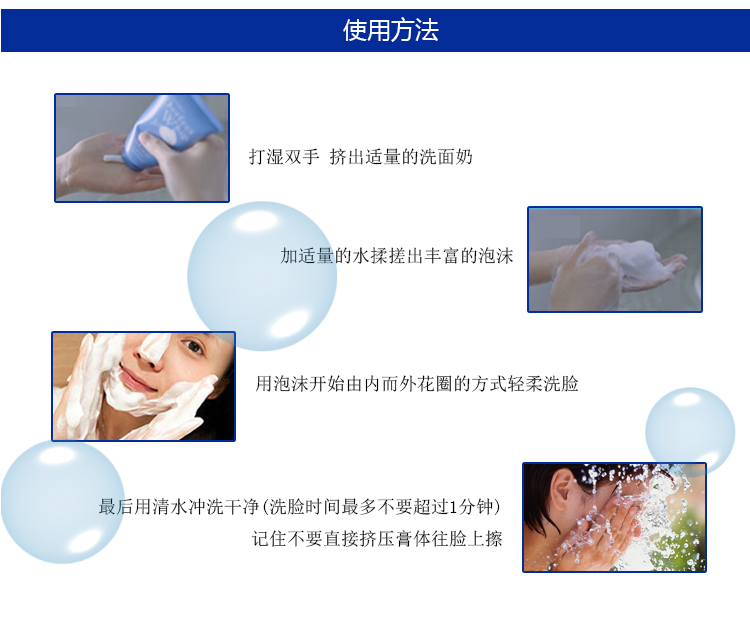 使用方法
打湿双手 挤出适量的洗面奶
加适量的水揉搓出丰富的泡沫
用泡沫开始由内而外花圈的方式轻柔洗脸
最后用清水冲洗干净(洗脸时间最多不要超过1分钟)
记住不要直接挤压膏体往脸上擦